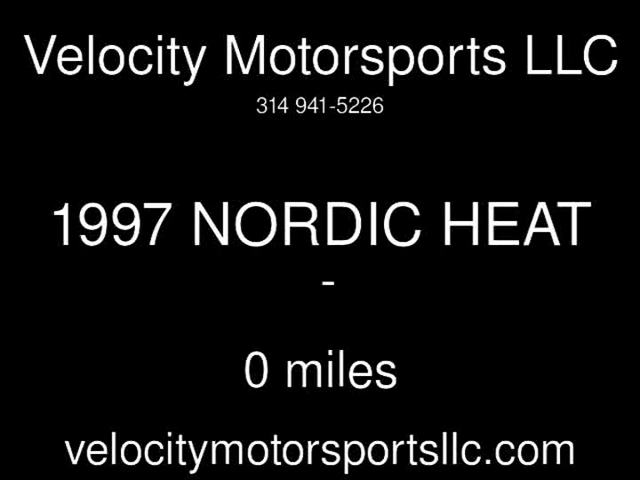 Velocity Motorsports LLC
314 941-5226
1997 NORDIC HEAT
-
0 miles
velocitymotorsportsllc.com